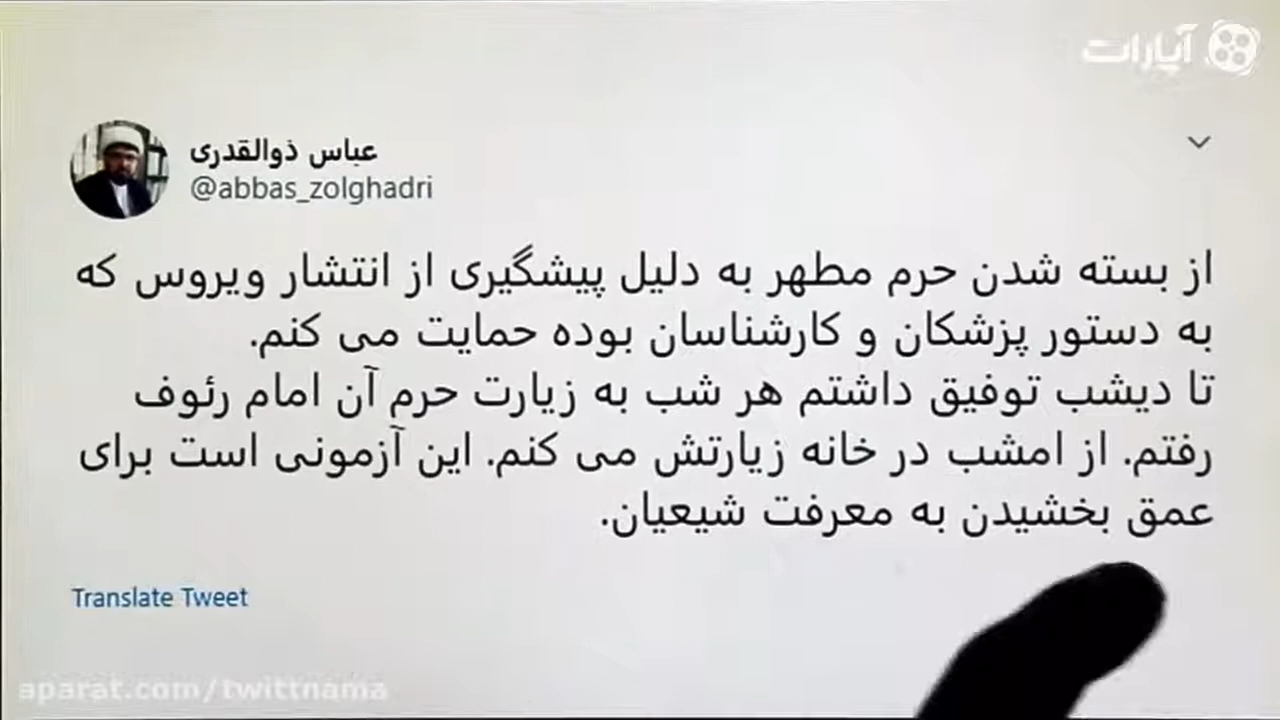 آپارات
عباس ذوالقدری
@abbas_zolghadri
از بسته شدن حرم مطهر به دلیل پیشگیری از انتشار ویروس که
به دستور پزشکان و کارشناسان بوده حمایت می کنم.
تا دیشب توفیق داشتم هر شب به زیارت حرم آن امام رئوف
رفتم. از امشب در خانه زیارتش می کنم. این آزمونی است برای
عمق بخشیدن به معرفت شیعیان.
Translate Tweet
aparat.com/twittnama